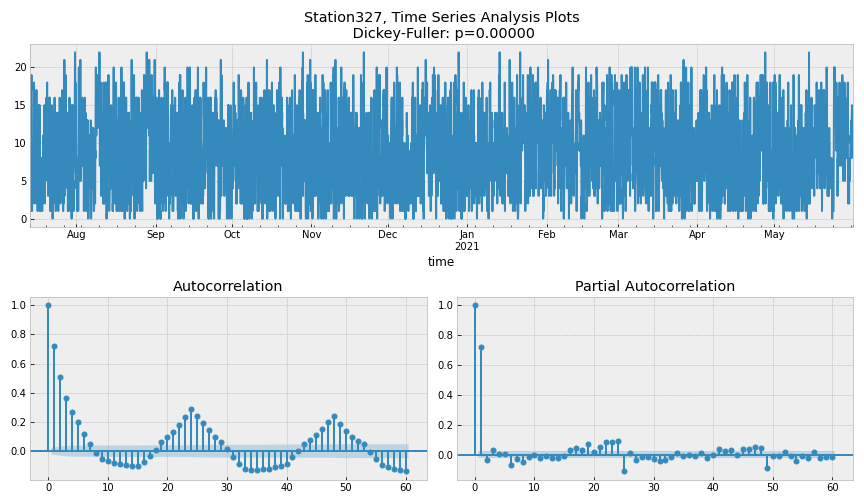 Station327, Time Series Analysis Plots
Dickey-Fuller: p=0.00000
20
15
10
5
0
Aug Sep Oct Nov Dec Jan Feb Mar Apr May
2021
time
Autocorrelation
1.0
0.8
0.6
0.4
0.2
0.0
0 10 20 30 40 50 60
Partial Autocorrelation
1.0
0.8
0.6
0.4
0.2
0.0
0 10 20 30 40 50 60